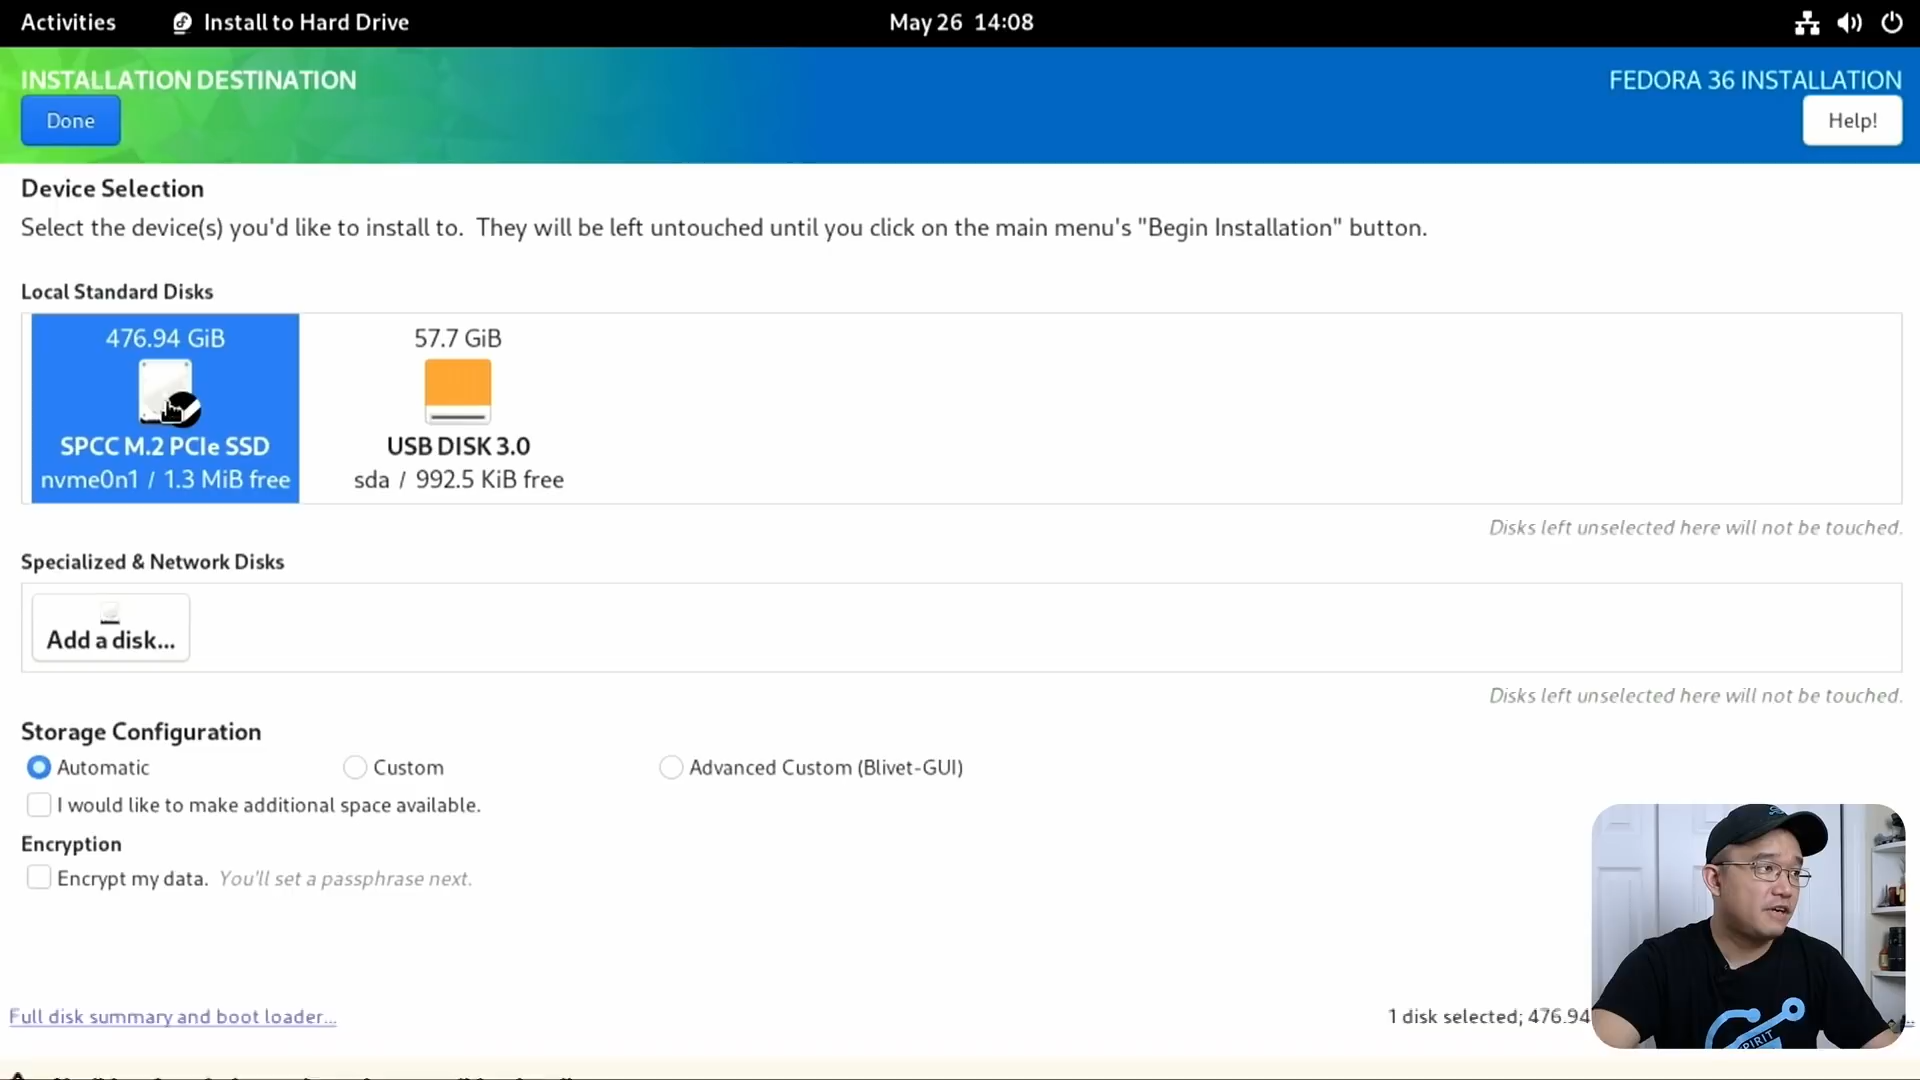 Activities Install to Hard Drive May 26 14:08
INSTALLATION DESTINATION FEDORA 36 INSTALLATION
Done Help!
Device Selection
Select the device(s) you'd like to install to. They will be left untouched until you click on the main menu's "Begin Installation" button.
Local Standard Disks
476.94 GiB
SPCC M.2 PCIe SSD
nvme0n1 / 1.3 MiB free
57.7 GiB
USB DISK 3.0
sda / 992.5 KiB free
Disks left unselected here will not be touched.
Specialized & Network Disks
Add a disk...
Disks left unselected here will not be touched.
Storage Configuration
Automatic Custom Advanced Custom (Blivet-GUI)
I would like to make additional space available.
Encryption
Encrypt my data. You'll set a passphrase next.
Full disk summary and boot loader... 1 disk selected; 476.94
SPIRIT